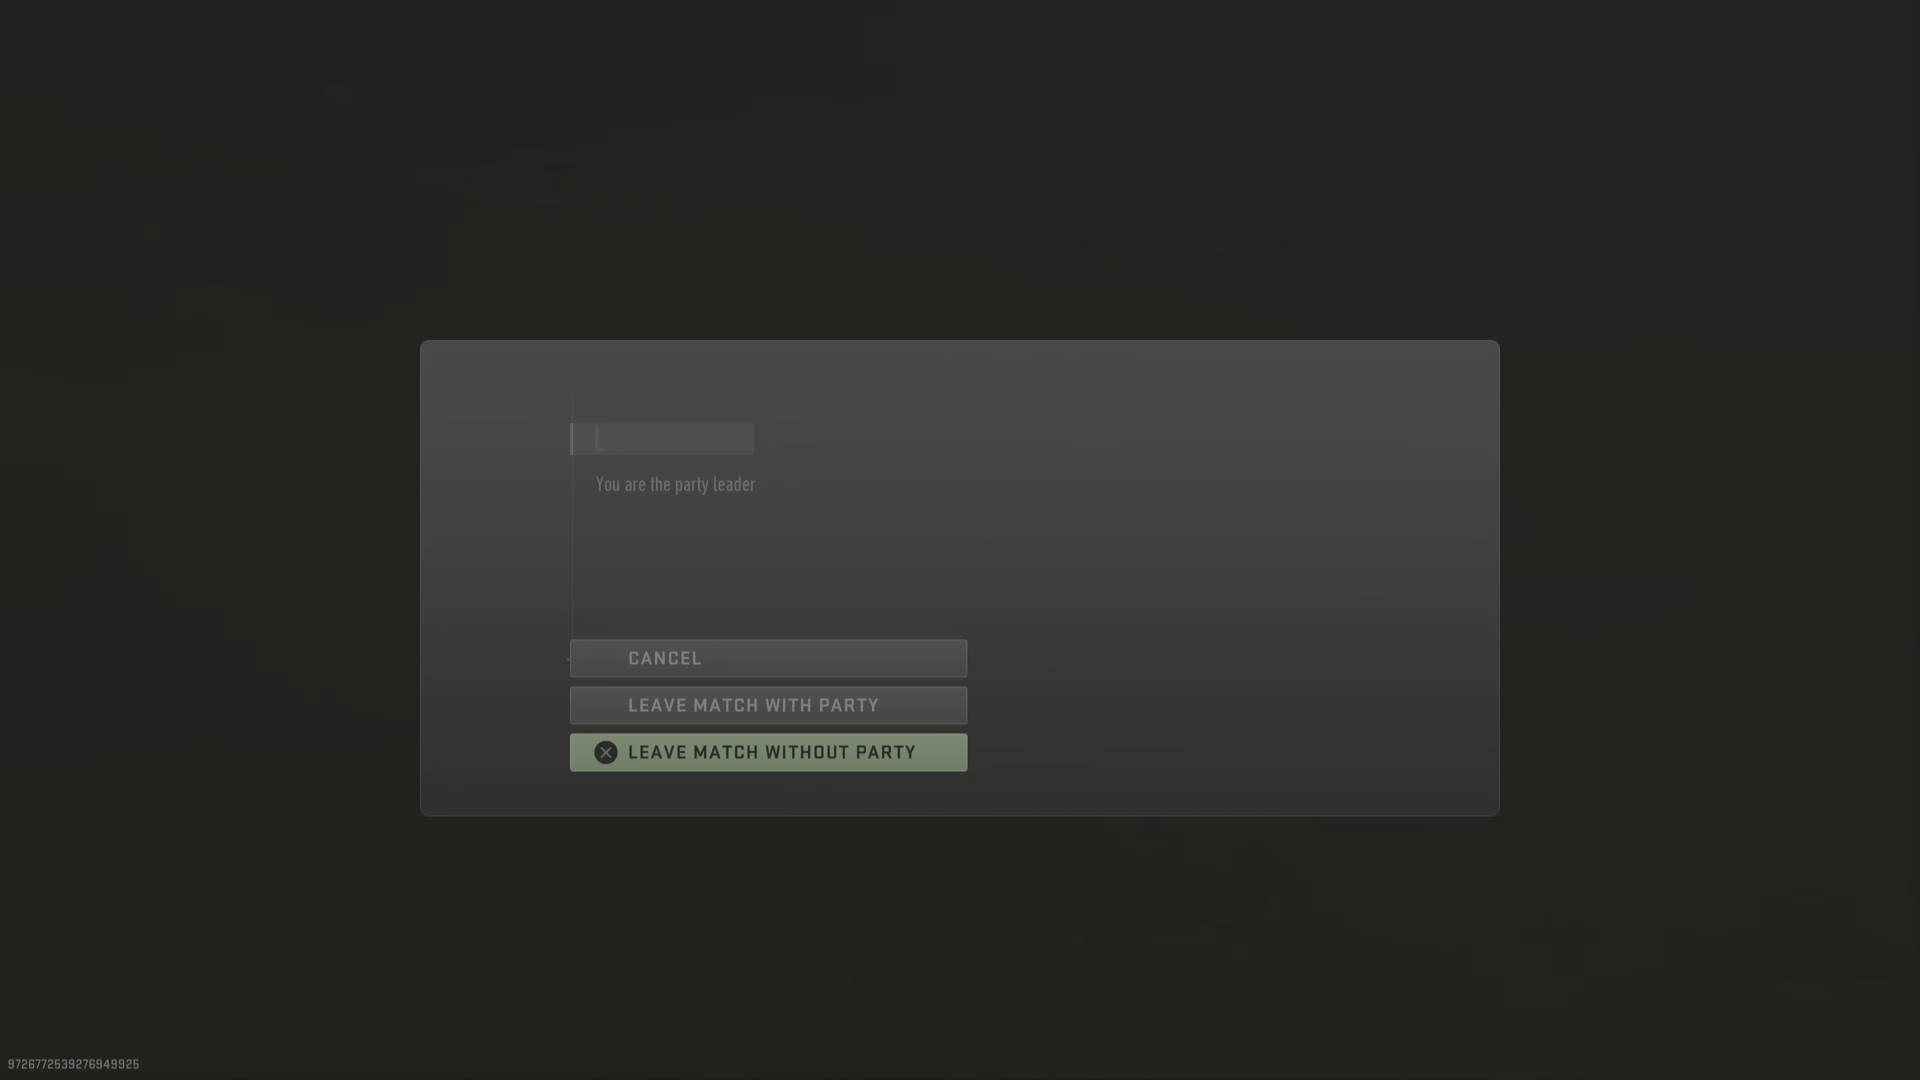 L
You are the party leader
CANCEL
LEAVE MATCH WITH PARTY
LEAVE MATCH WITHOUT PARTY
9726772539276949925